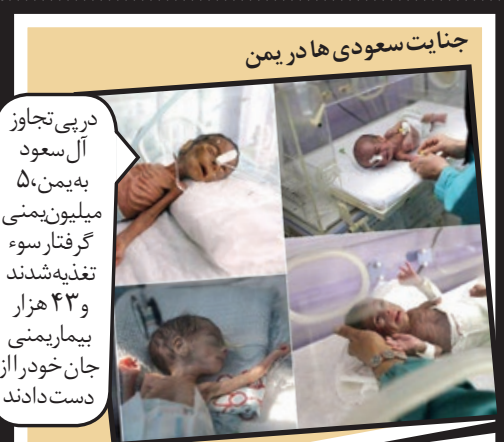 جنایت سعودی ها در یمن
در پی تجاوز
آل سعود
به یمن، ۵
میلیون یمنی
گرفتار سوء
تغذیه شدند
و ۴۳ هزار
بیمار یمنی
جان خود را از
دست دادند